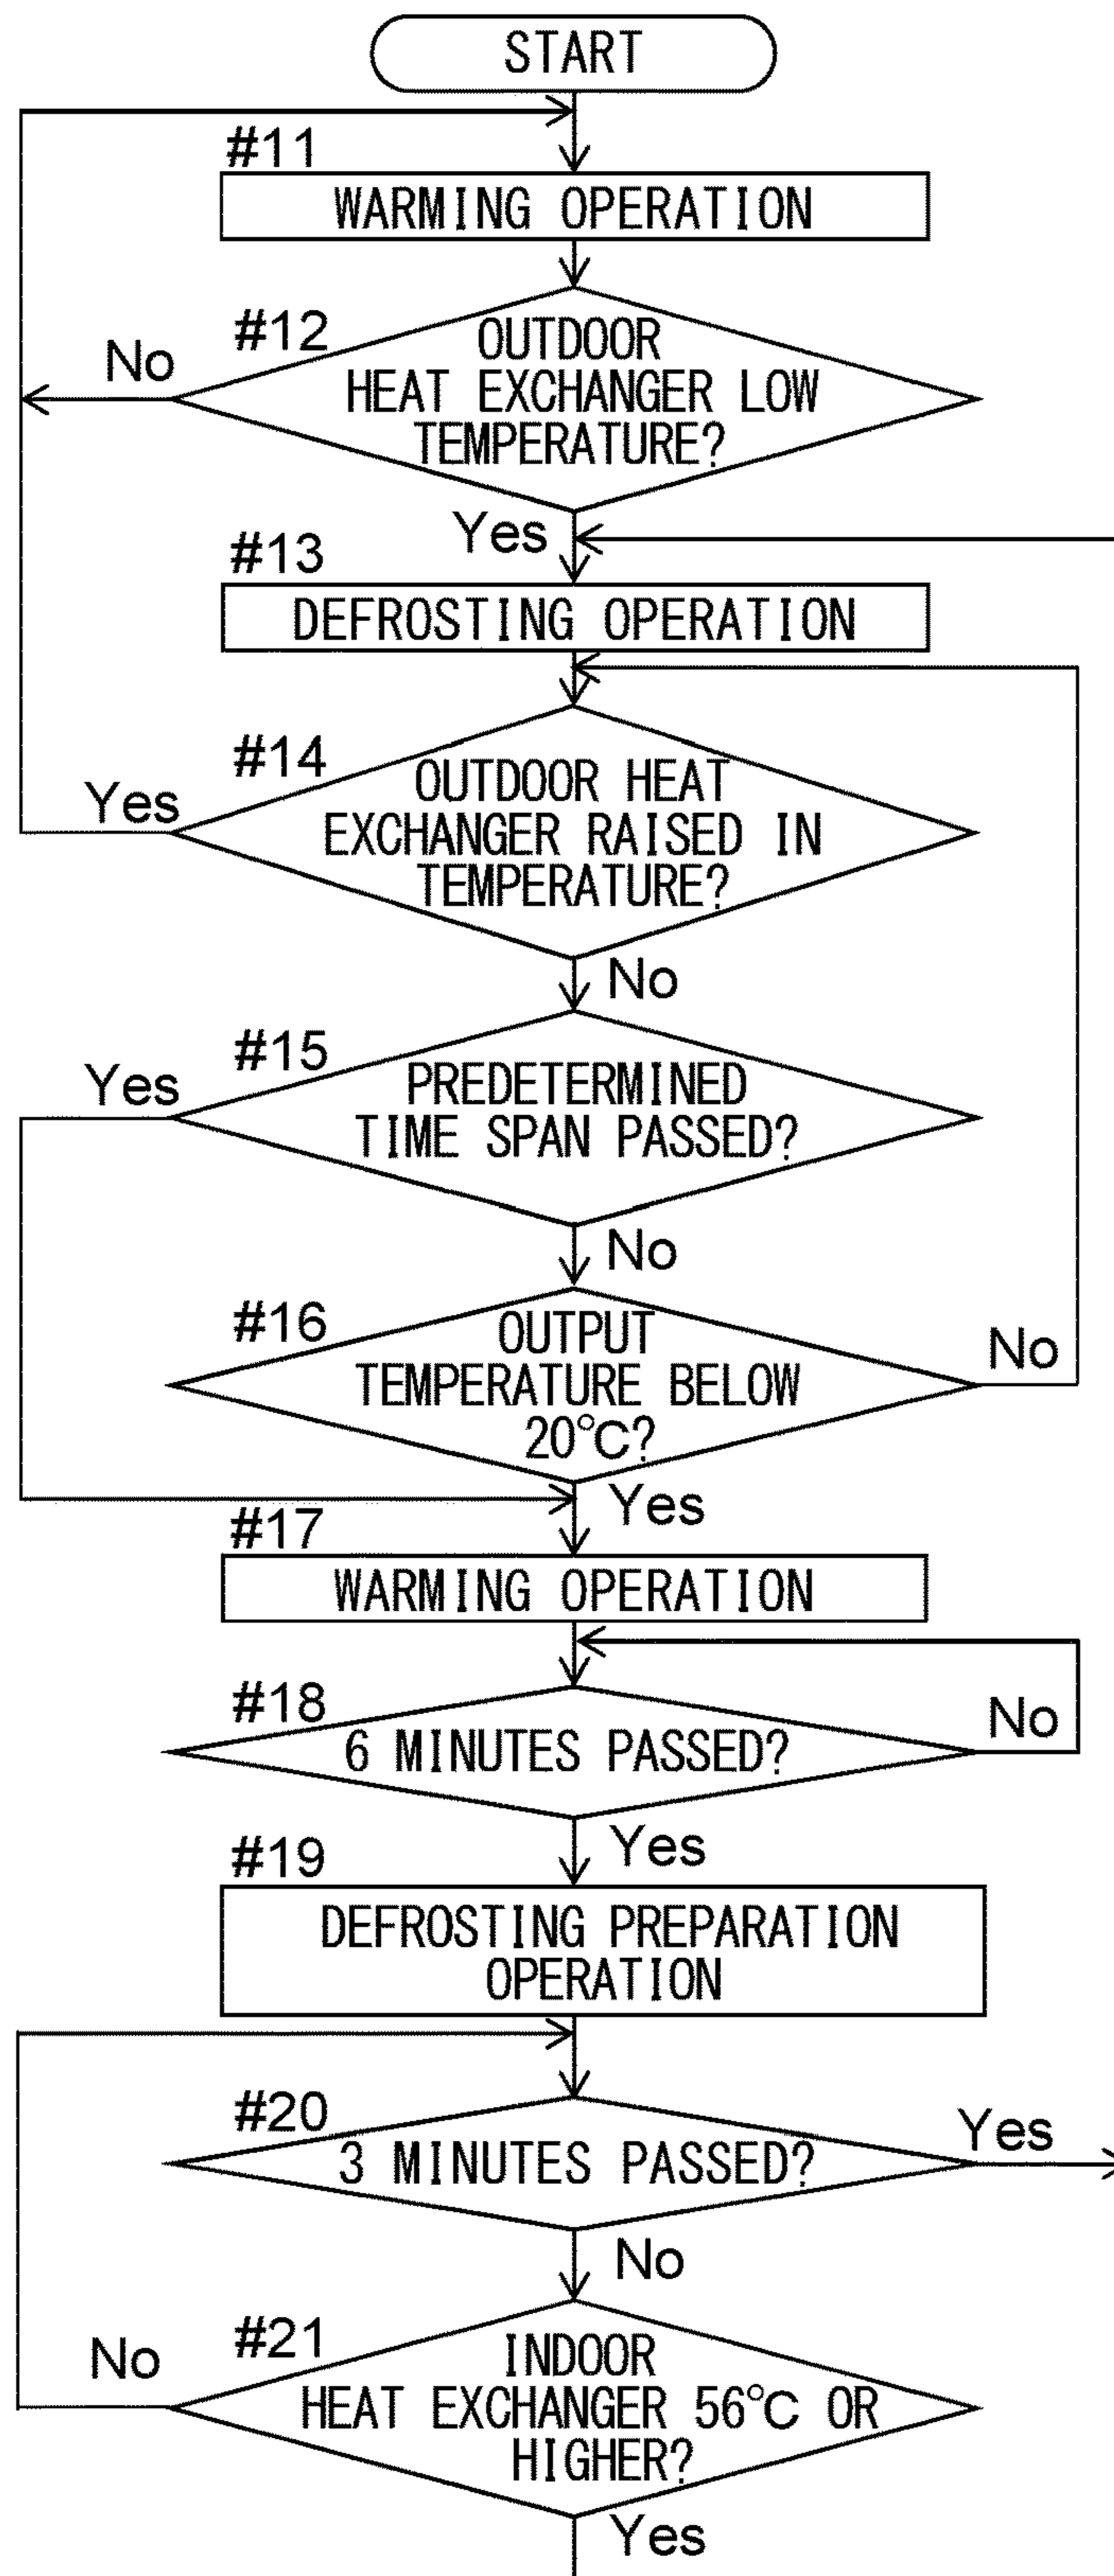 START
#11
WARMING OPERATION
#12
No
OUTDOOR
HEAT EXCHANGER LOW
TEMPERATURE?
Yes
#13
DEFROSTING OPERATION
#14
Yes
OUTDOOR HEAT
EXCHANGER RAISED IN
TEMPERATURE?
No
#15
Yes
PREDETERMINED
TIME SPAN PASSED?
No
#16
OUTPUT
TEMPERATURE BELOW
20°C?
No
Yes
#17
WARMING OPERATION
#18
6 MINUTES PASSED?
No
Yes
#19
DEFROSTING PREPARATION
OPERATION
#20
3 MINUTES PASSED?
Yes
No
#21
No
INDOOR
HEAT EXCHANGER 56°C OR
HIGHER?
Yes